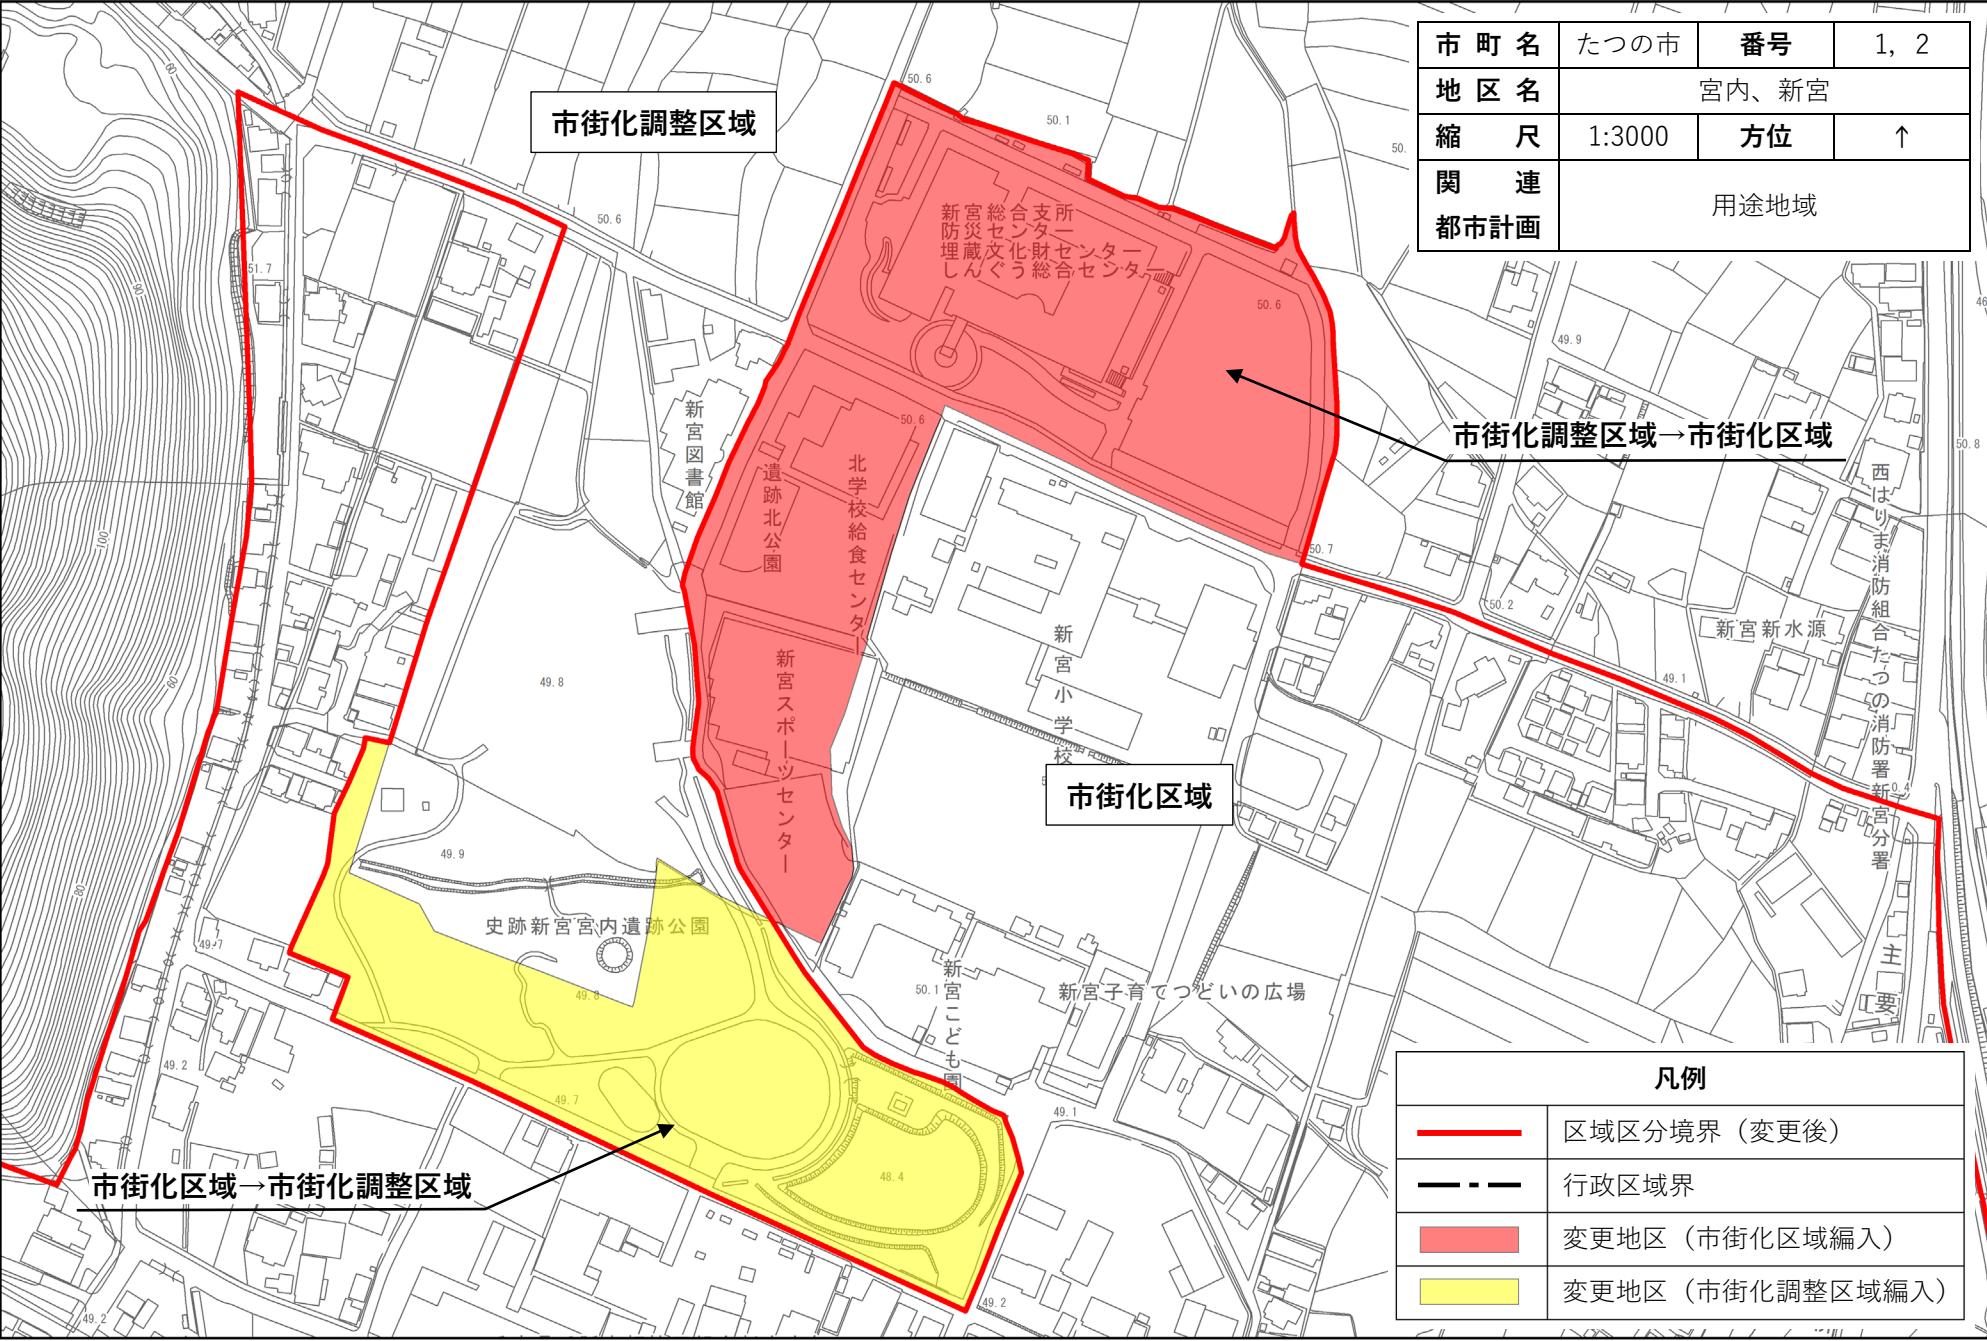 市町名 たつの市 番号 1, 2
地区名 宮内、新宮
縮尺 1:3000 方位 ↑
関連都市計画 用途地域
市街化調整区域
50.6
50.1
50.
50.6
51.7
60
90
新宮総合支所
防災センター
埋蔵文化財センター
しんぐう総合センター
50.6
49.9
46
新宮図書館
50.6
遺跡北公園
北学校給食センター
市街化調整区域→市街化区域
50.8
西はりま消防組合たつの消防署新宮分署
100
50.7
50.2
新宮新水源
49.1
新宮小学校
新宮スポーツセンター
49.8
60
市街化区域
0.4
49.9
80
史跡新宮宮内遺跡公園
49.7
49.8
50.1
新宮こども園
新宮子育てつどいの広場
主要
49.2
49.7
49.1
48.4
市街化区域→市街化調整区域
49.2
49.2
凡例
区域区分境界（変更後）
行政区域界
変更地区（市街化区域編入）
変更地区（市街化調整区域編入）